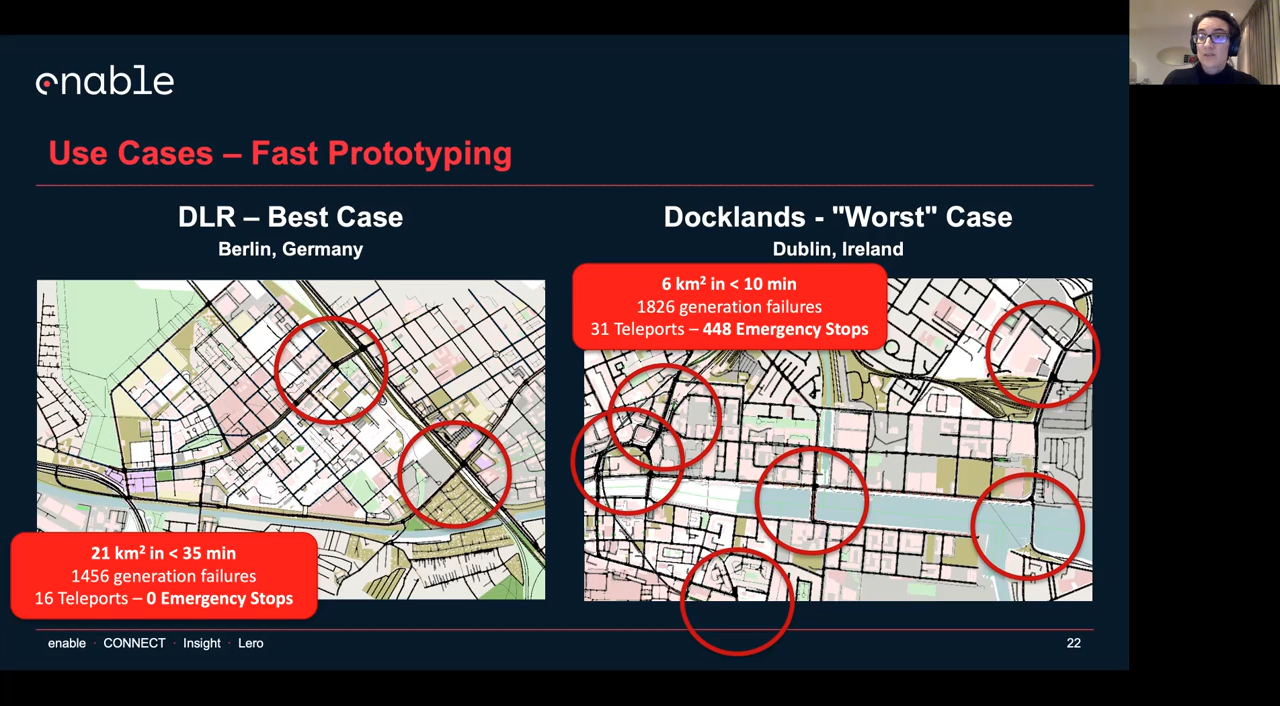 enable
Use Cases – Fast Prototyping
DLR – Best Case
Berlin, Germany
21 km² in < 35 min
1456 generation failures
16 Teleports – 0 Emergency Stops
Docklands - "Worst" Case
Dublin, Ireland
6 km² in < 10 min
1826 generation failures
31 Teleports – 448 Emergency Stops
enable · CONNECT · Insight · Lero
22